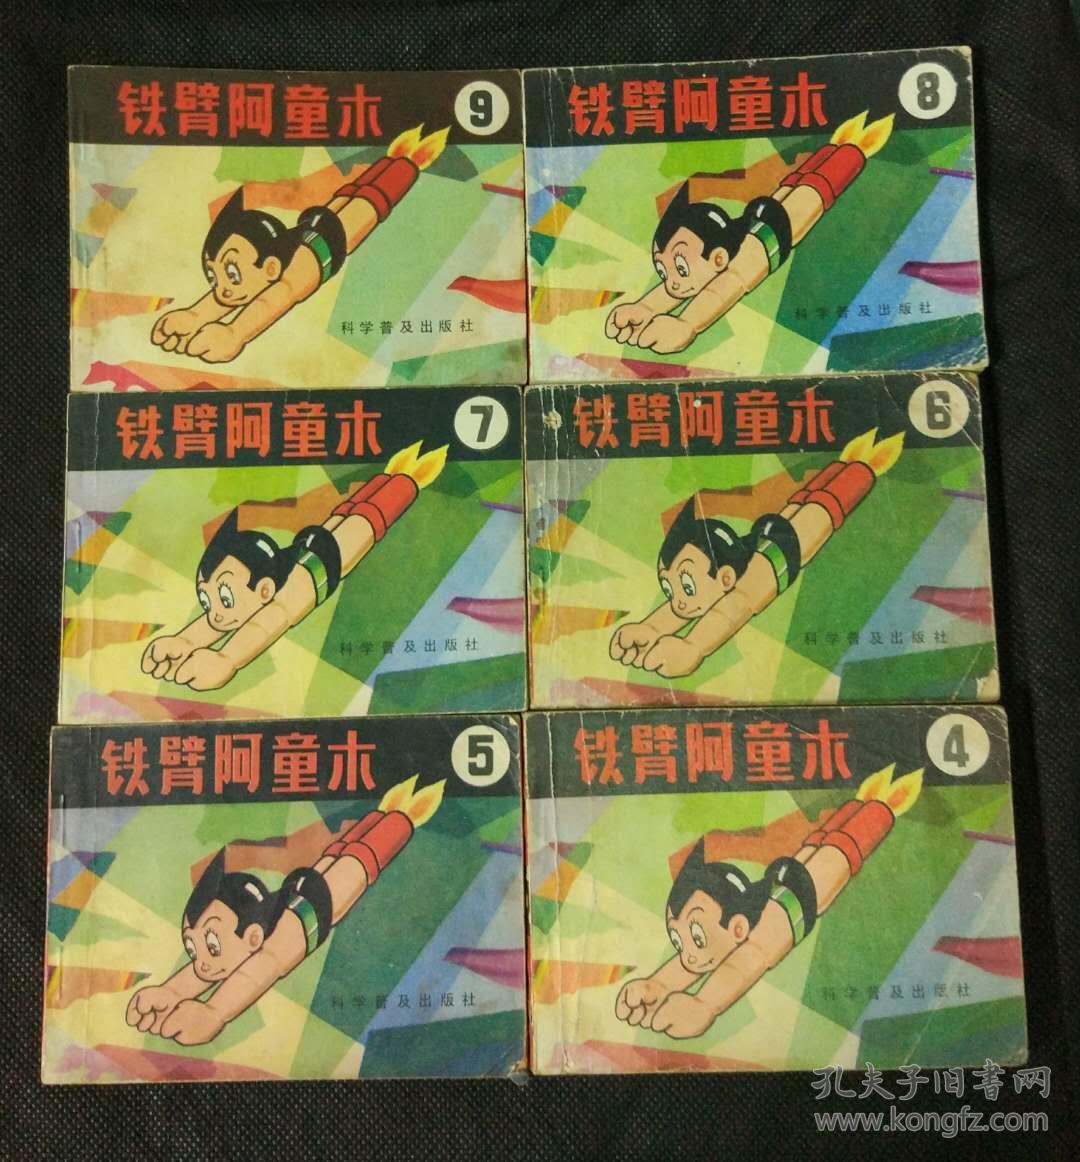 铁臂阿童木 9
科学普及出版社
铁臂阿童木 8
科学普及出版社
铁臂阿童木 7
科学普及出版社
铁臂阿童木 6
科学普及出版社
铁臂阿童木 5
科学普及出版社
铁臂阿童木 4
科学普及出版社
孔夫子旧书网
www.kongfz.com